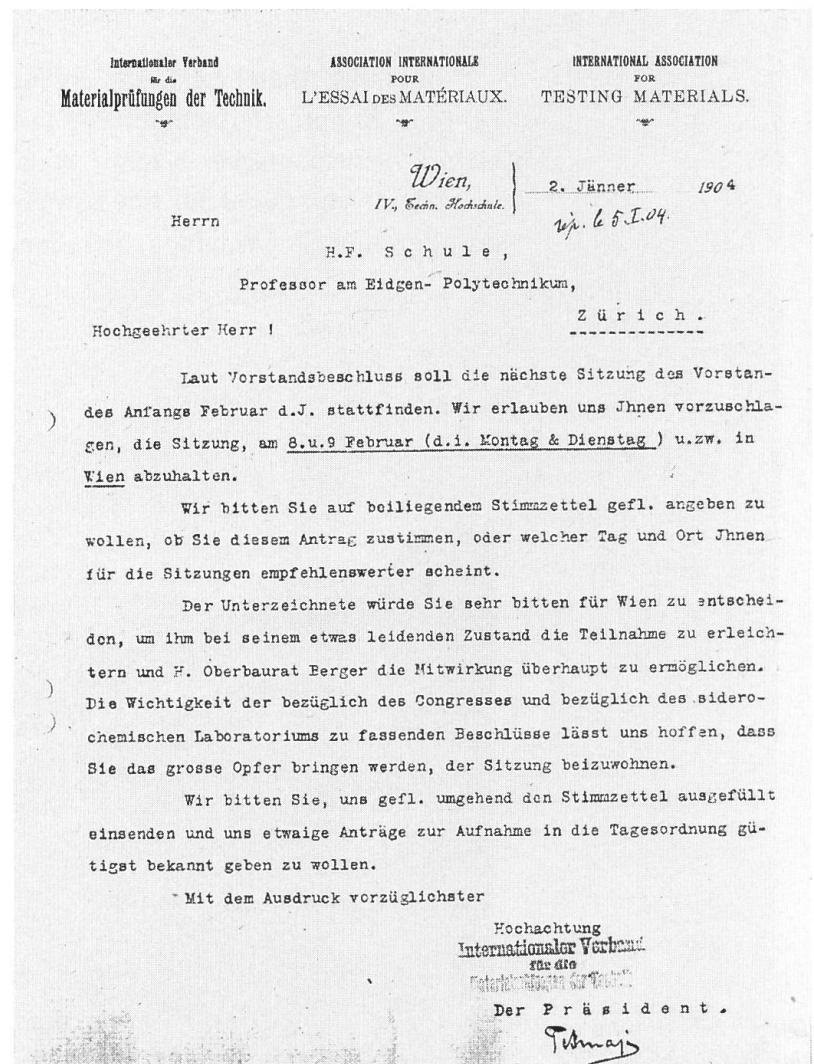 Internationaler Verband
für die
Materialprüfungen der Technik.
ASSOCIATION INTERNATIONALE
POUR
L'ESSAI DES MATÉRIAUX.
INTERNATIONAL ASSOCIATION
FOR
TESTING MATERIALS.
Wien,
IV., Techn. Hochschule.
2. Jänner 1904
rép. le 5.I.04.
Herrn
H.F. Schule,
Professor am Eidgen- Polytechnikum,
Zürich.
Hochgeehrter Herr !
Laut Vorstandsbeschluss soll die nächste Sitzung des Vorstan-
des Anfangs Februar d.J. stattfinden. Wir erlauben uns Jhnen vorzuschla-
gen, die Sitzung, am 8.u.9 Februar (d.i. Montag & Dienstag ) u.zw. in
Wien abzuhalten.
Wir bitten Sie auf beiliegendem Stimmzettel gefl. angeben zu
wollen, ob Sie diesem Antrag zustimmen, oder welcher Tag und Ort Jhnen
für die Sitzungen empfehlenswerter scheint.
Der Unterzeichnete würde Sie sehr bitten für Wien zu entschei-
den, um ihm bei seinem etwas leidenden Zustand die Teilnahme zu erleich-
tern und H. Oberbaurat Berger die Mitwirkung überhaupt zu ermöglichen.
Die Wichtigkeit der bezüglich des Congresses und bezüglich des sidero-
chemischen Laboratoriums zu fassenden Beschlüsse lässt uns hoffen, dass
Sie das grosse Opfer bringen werden, der Sitzung beizuwohnen.
Wir bitten Sie, uns gefl. umgehend den Stimmzettel ausgefüllt
einsenden und uns etwaige Anträge zur Aufnahme in die Tagesordnung gü-
tigst bekannt geben zu wollen.
Mit dem Ausdruck vorzüglichster
Hochachtung
Internationaler Verband
für die
Materialprüfungen der Technik
Der Präsident.
Tetmajer